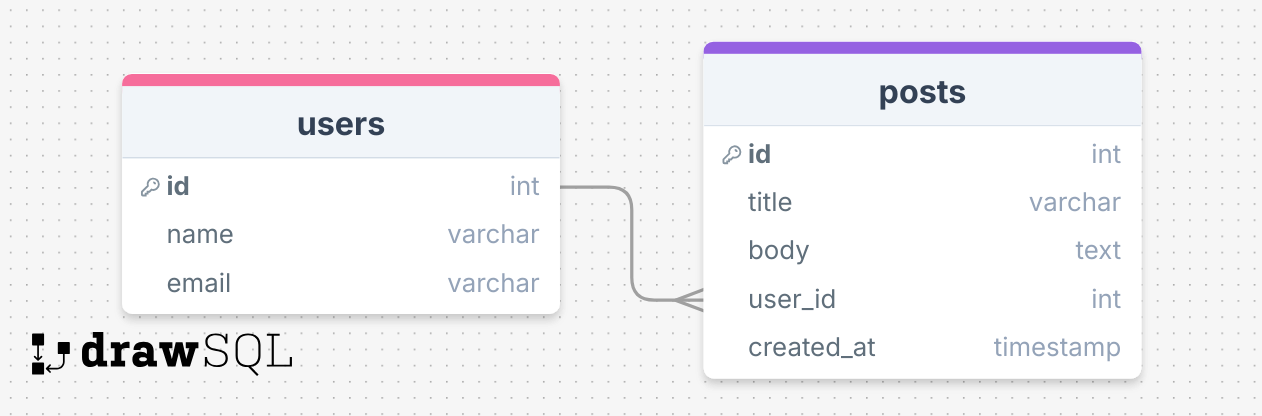 users
id int
name varchar
email varchar
posts
id int
title varchar
body text
user_id int
created_at timestamp
drawSQL